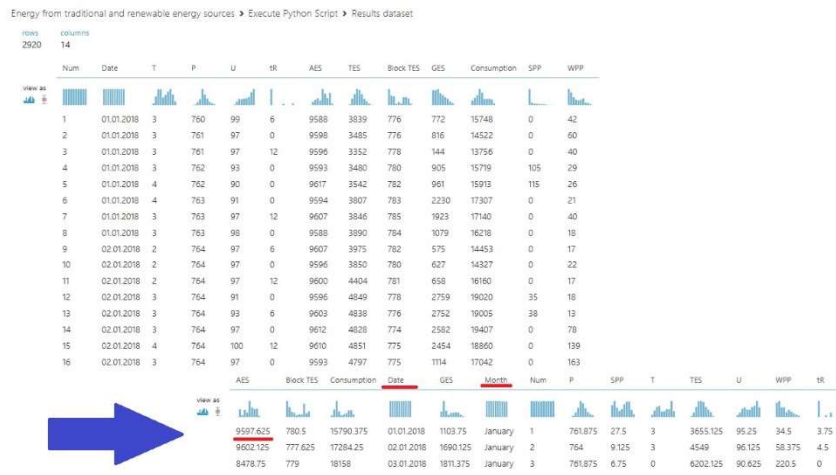 Energy from traditional and renewable energy sources > Execute Python Script > Results dataset
rows columns
2920 14
Num Date T P U tR AES TES Block TES GES Consumption SPP WPP
view as
1 01.01.2018 3 760 99 6 9588 3839 776 772 15748 0 42
2 01.01.2018 3 761 97 0 9598 3485 776 816 14522 0 60
3 01.01.2018 3 761 97 12 9596 3352 778 144 13756 0 40
4 01.01.2018 3 762 93 0 9593 3480 780 905 15719 105 29
5 01.01.2018 4 762 90 0 9617 3542 782 961 15913 115 26
6 01.01.2018 4 763 91 0 9594 3807 783 2230 17307 0 21
7 01.01.2018 3 763 97 12 9607 3846 785 1923 17140 0 40
8 01.01.2018 3 763 98 0 9588 3890 784 1079 16218 0 18
9 02.01.2018 2 764 97 6 9607 3975 782 575 14453 0 17
10 02.01.2018 2 764 97 0 9596 3850 780 627 14327 0 22
11 02.01.2018 2 764 97 12 9600 4404 781 658 16160 0 17
12 02.01.2018 3 764 91 0 9596 4849 778 2759 19020 35 18
13 02.01.2018 3 764 93 6 9603 4838 776 2752 19005 38 13
14 02.01.2018 3 764 97 0 9612 4828 774 2582 19407 0 78
15 02.01.2018 4 764 100 12 9610 4851 775 2454 18860 0 139
16 02.01.2018 3 764 97 0 9593 4797 775 1114 17042 0 163
AES Block TES Consumption Date GES Month Num P SPP T TES U WPP tR
view as
9597.625 780.5 15790.375 01.01.2018 1103.75 January 1 761.875 27.5 3 3655.125 95.25 34.5 3.75
9602.125 777.625 17284.25 02.01.2018 1690.125 January 2 764 9.125 3 4549 96.125 58.375 4.5
8478.75 779 18158 03.01.2018 1811.375 January 3 761.875 6.75 0 6202.125 90.625 220.5 0